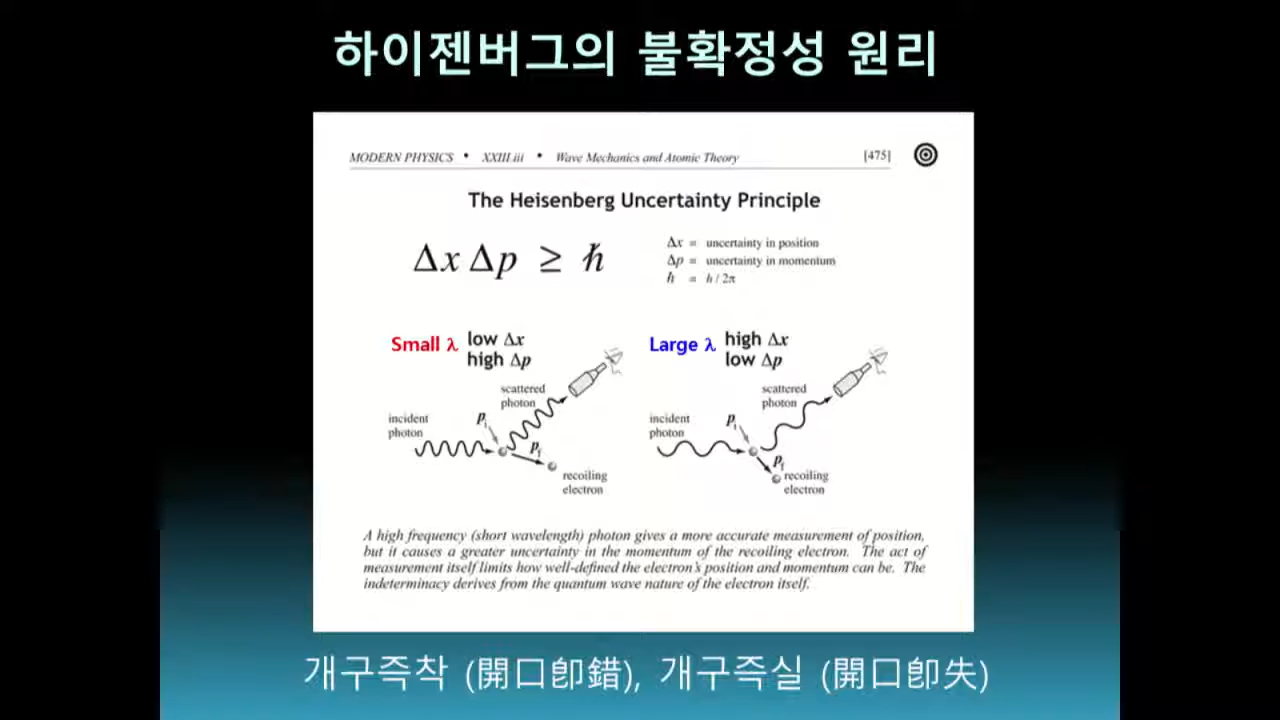 하이젠버그의 불확정성 원리
MODERN PHYSICS • XXIII.iii • Wave Mechanics and Atomic Theory [475]
The Heisenberg Uncertainty Principle
Δx Δp ≥ ℏ
Δx = uncertainty in position
Δp = uncertainty in momentum
ℏ = h / 2π
Small λ low Δx
high Δp
scattered
photon
incident
photon
pi
pf
recoiling
electron
Large λ high Δx
low Δp
scattered
photon
incident
photon
pi
pf
recoiling
electron
A high frequency (short wavelength) photon gives a more accurate measurement of position,
but it causes a greater uncertainty in the momentum of the recoiling electron. The act of
measurement itself limits how well-defined the electron's position and momentum can be. The
indeterminacy derives from the quantum wave nature of the electron itself.
개구즉착 (開口卽錯), 개구즉실 (開口卽失)